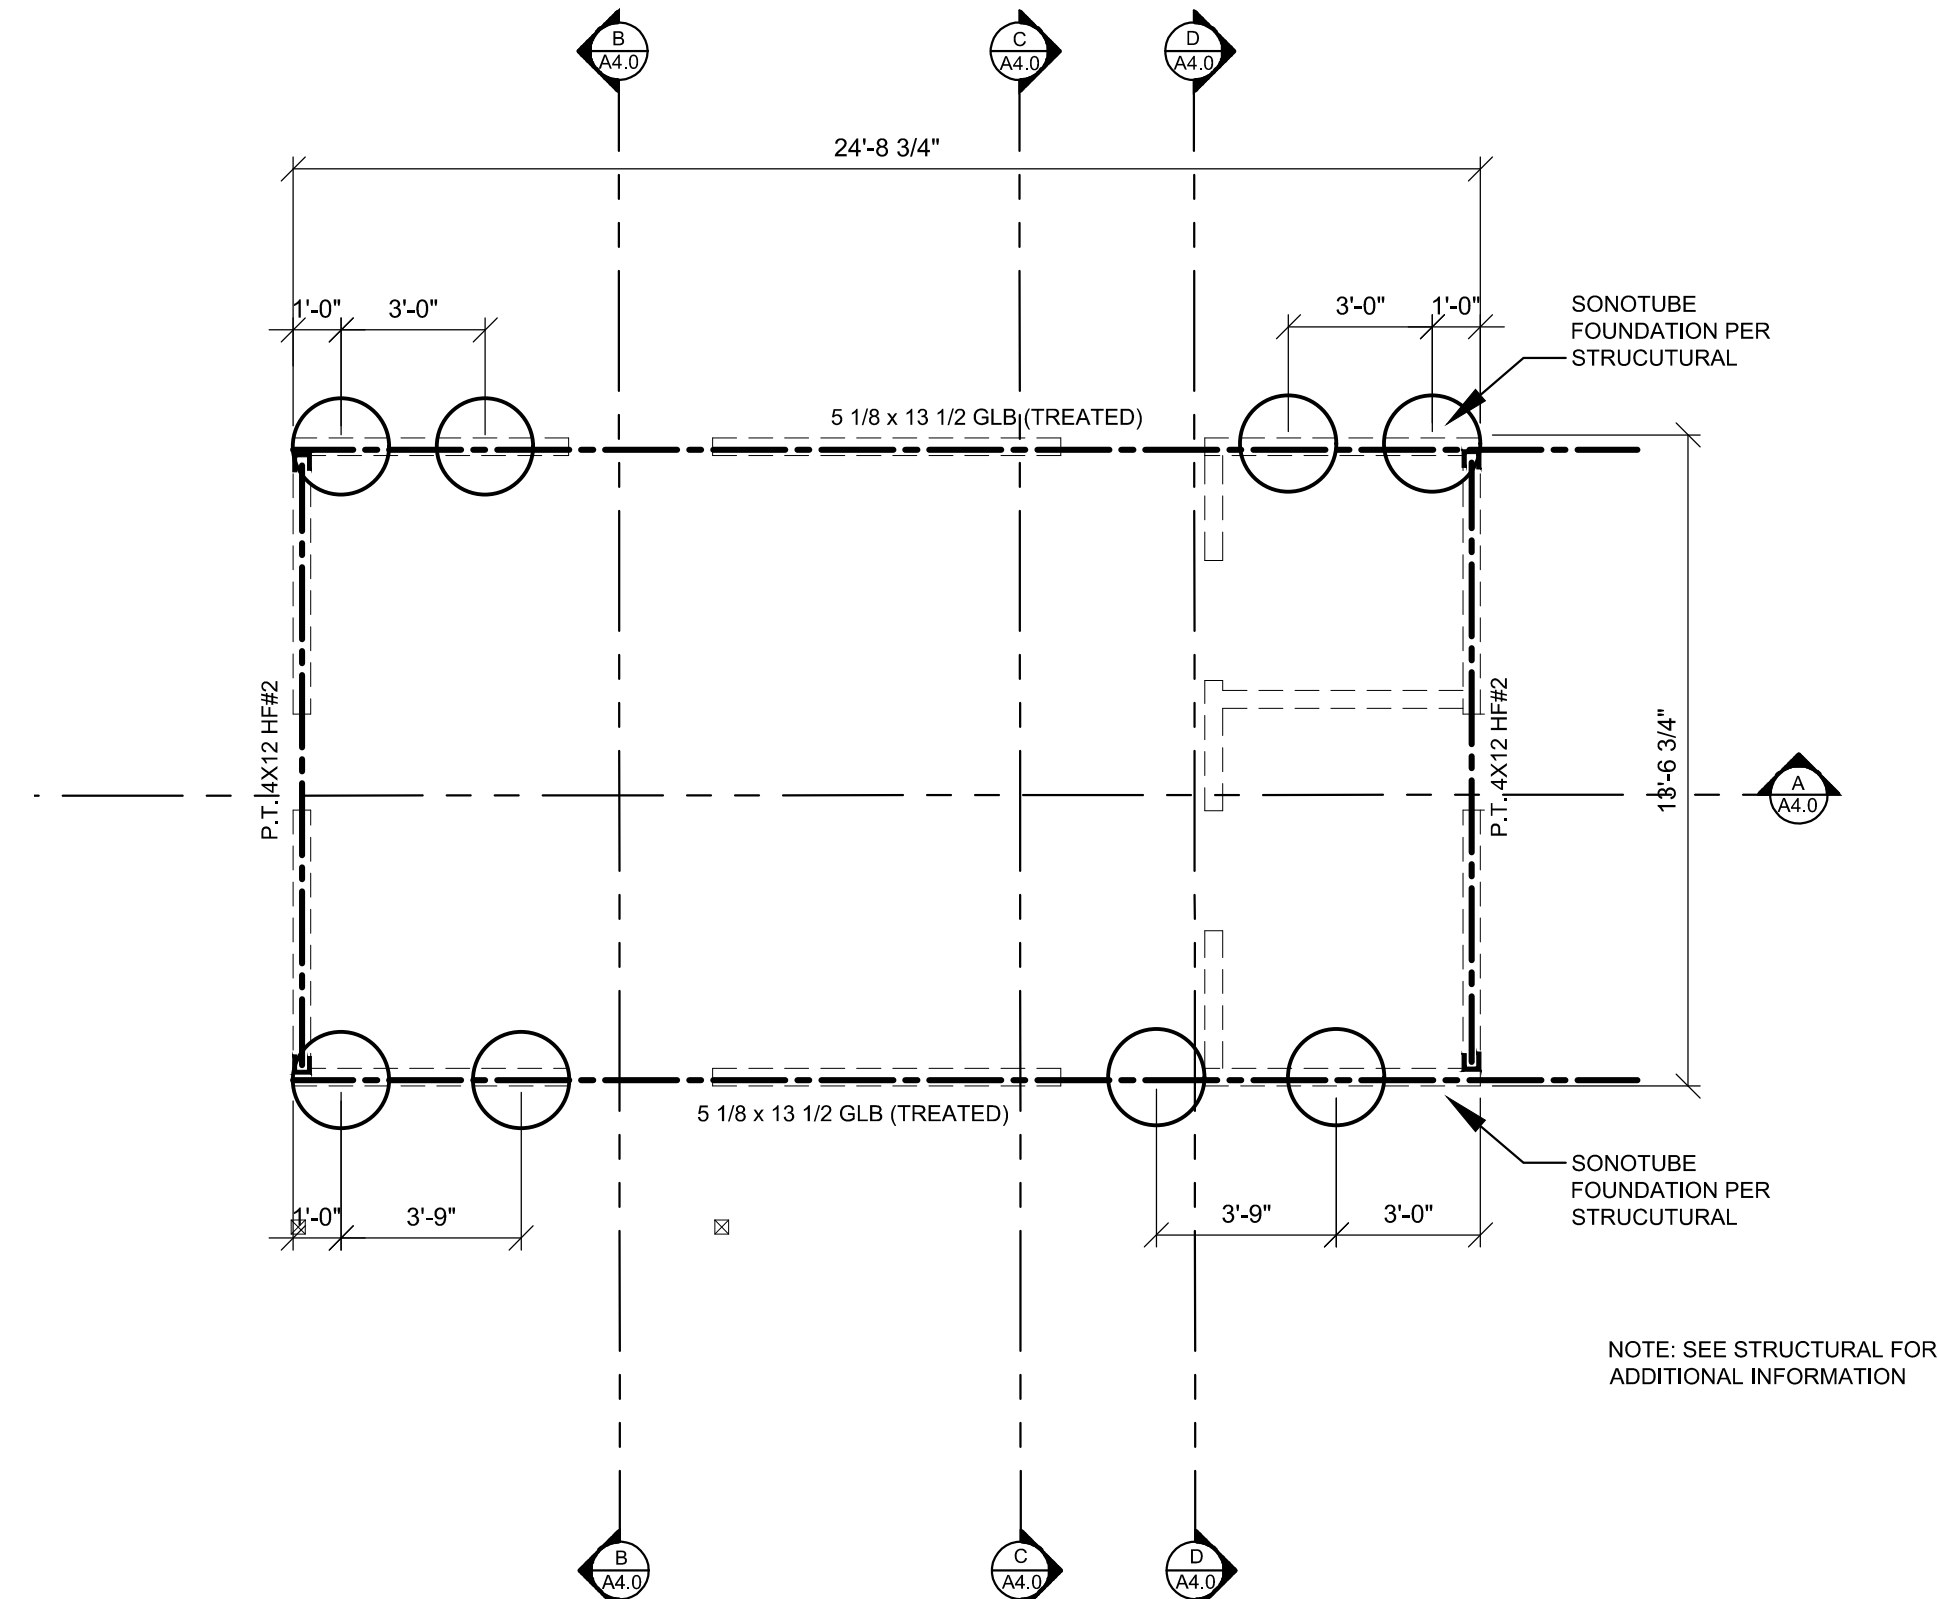 B
A4.0
C
A4.0
D
A4.0
24'-8 3/4"
1'-0"
3'-0"
3'-0"
1'-0"
SONOTUBE
FOUNDATION PER
STRUCUTURAL
5 1/8 x 13 1/2 GLB (TREATED)
P.T. 4X12 HF#2
P.T. 4X12 HF#2
13'-6 3/4"
A
A4.0
5 1/8 x 13 1/2 GLB (TREATED)
SONOTUBE
FOUNDATION PER
STRUCUTURAL
1'-0"
3'-9"
3'-9"
3'-0"
NOTE: SEE STRUCTURAL FOR
ADDITIONAL INFORMATION
B
A4.0
C
A4.0
D
A4.0